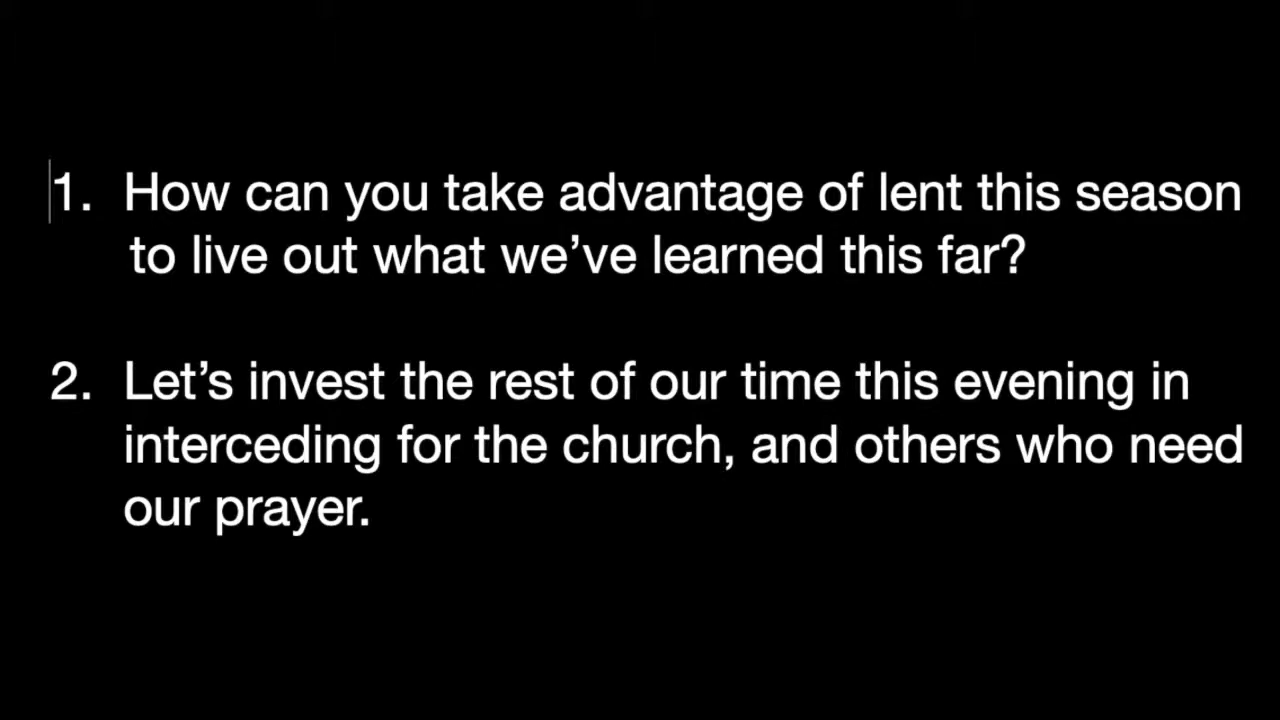 1. How can you take advantage of lent this season
to live out what we’ve learned this far?
2. Let’s invest the rest of our time this evening in
interceding for the church, and others who need
our prayer.